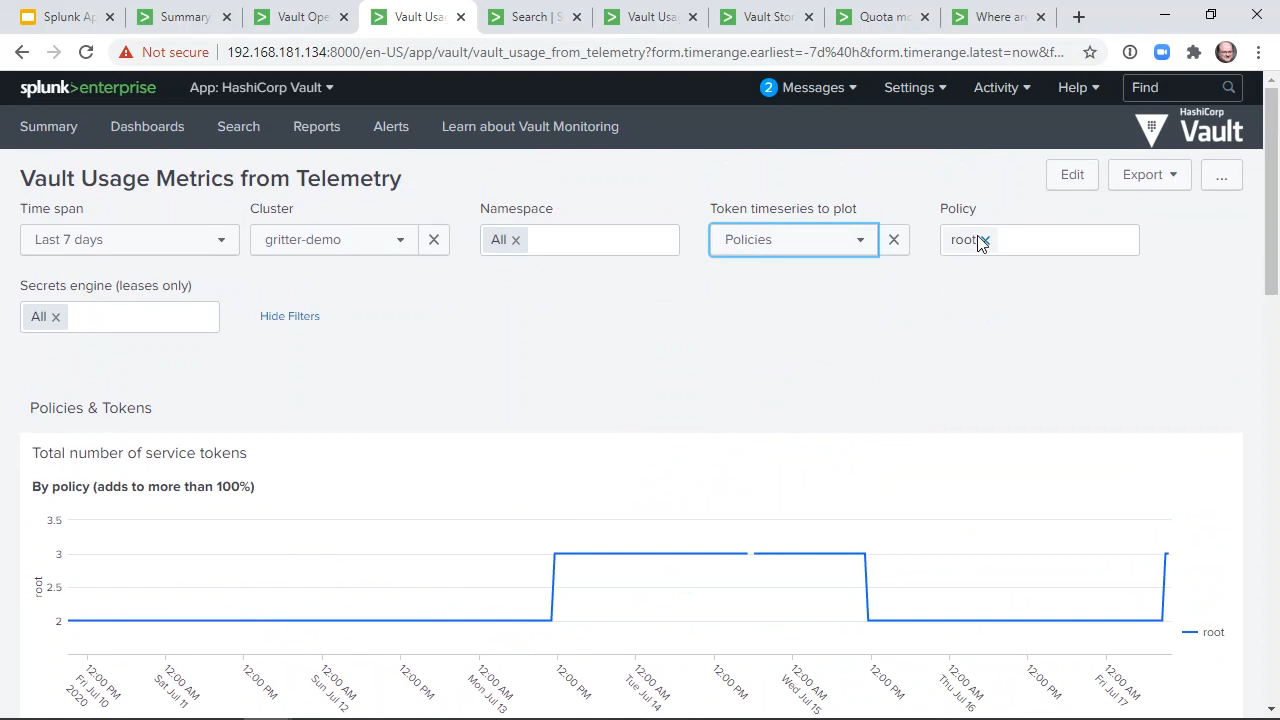 Splunk Ap
Summary
Vault Ope
Vault Usa
Search | S
Vault Usa
Vault Sto
Quota mo
Where ar
Not secure
192.168.181.134:8000/en-US/app/vault/vault_usage_from_telemetry?form.timerange.earliest=-7d%40h&form.timerange.latest=now&f...
splunk>enterprise
App: HashiCorp Vault
2 Messages
Settings
Activity
Help
Find
Summary
Dashboards
Search
Reports
Alerts
Learn about Vault Monitoring
HashiCorp
Vault
Vault Usage Metrics from Telemetry
Edit
Export
...
Time span
Cluster
Namespace
Token timeseries to plot
Policy
Last 7 days
gritter-demo
All
Policies
root
Secrets engine (leases only)
All
Hide Filters
Policies & Tokens
Total number of service tokens
By policy (adds to more than 100%)
3.5
3
2.5
2
root
root
12:00 PM
Fri Jul 10
2020
12:00 AM
Sat Jul 11
12:00 PM
12:00 AM
Sun Jul 12
12:00 PM
12:00 AM
Mon Jul 13
12:00 PM
12:00 AM
Tue Jul 14
12:00 PM
12:00 AM
Wed Jul 15
12:00 PM
12:00 AM
Thu Jul 16
12:00 PM
12:00 AM
Fri Jul 17